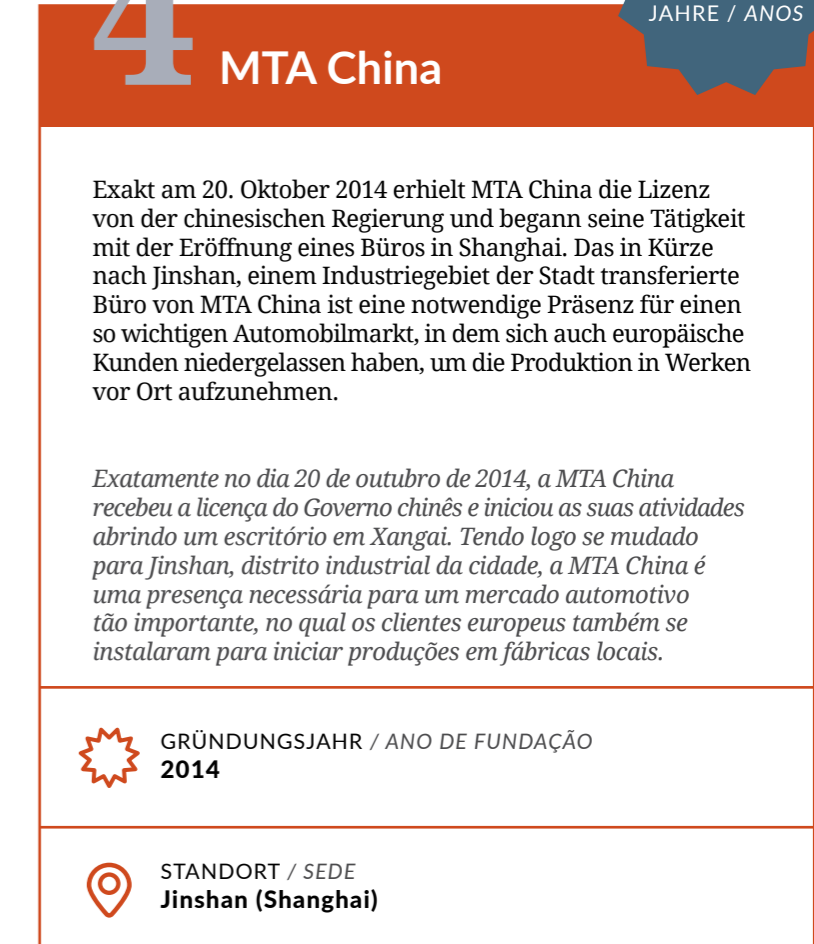 JAHRE / ANOS
4 MTA China
Exakt am 20. Oktober 2014 erhielt MTA China die Lizenz
von der chinesischen Regierung und begann seine Tätigkeit
mit der Eröffnung eines Büros in Shanghai. Das in Kürze
nach Jinshan, einem Industriegebiet der Stadt transferierte
Büro von MTA China ist eine notwendige Präsenz für einen
so wichtigen Automobilmarkt, in dem sich auch europäische
Kunden niedergelassen haben, um die Produktion in Werken
vor Ort aufzunehmen.
Exatamente no dia 20 de outubro de 2014, a MTA China
recebeu a licença do Governo chinês e iniciou as suas atividades
abrindo um escritório em Xangai. Tendo logo se mudado
para Jinshan, distrito industrial da cidade, a MTA China é
uma presença necessária para um mercado automotivo
tão importante, no qual os clientes europeus também se
instalaram para iniciar produções em fábricas locais.
GRÜNDUNGSJAHR / ANO DE FUNDAÇÃO
2014
STANDORT / SEDE
Jinshan (Shanghai)